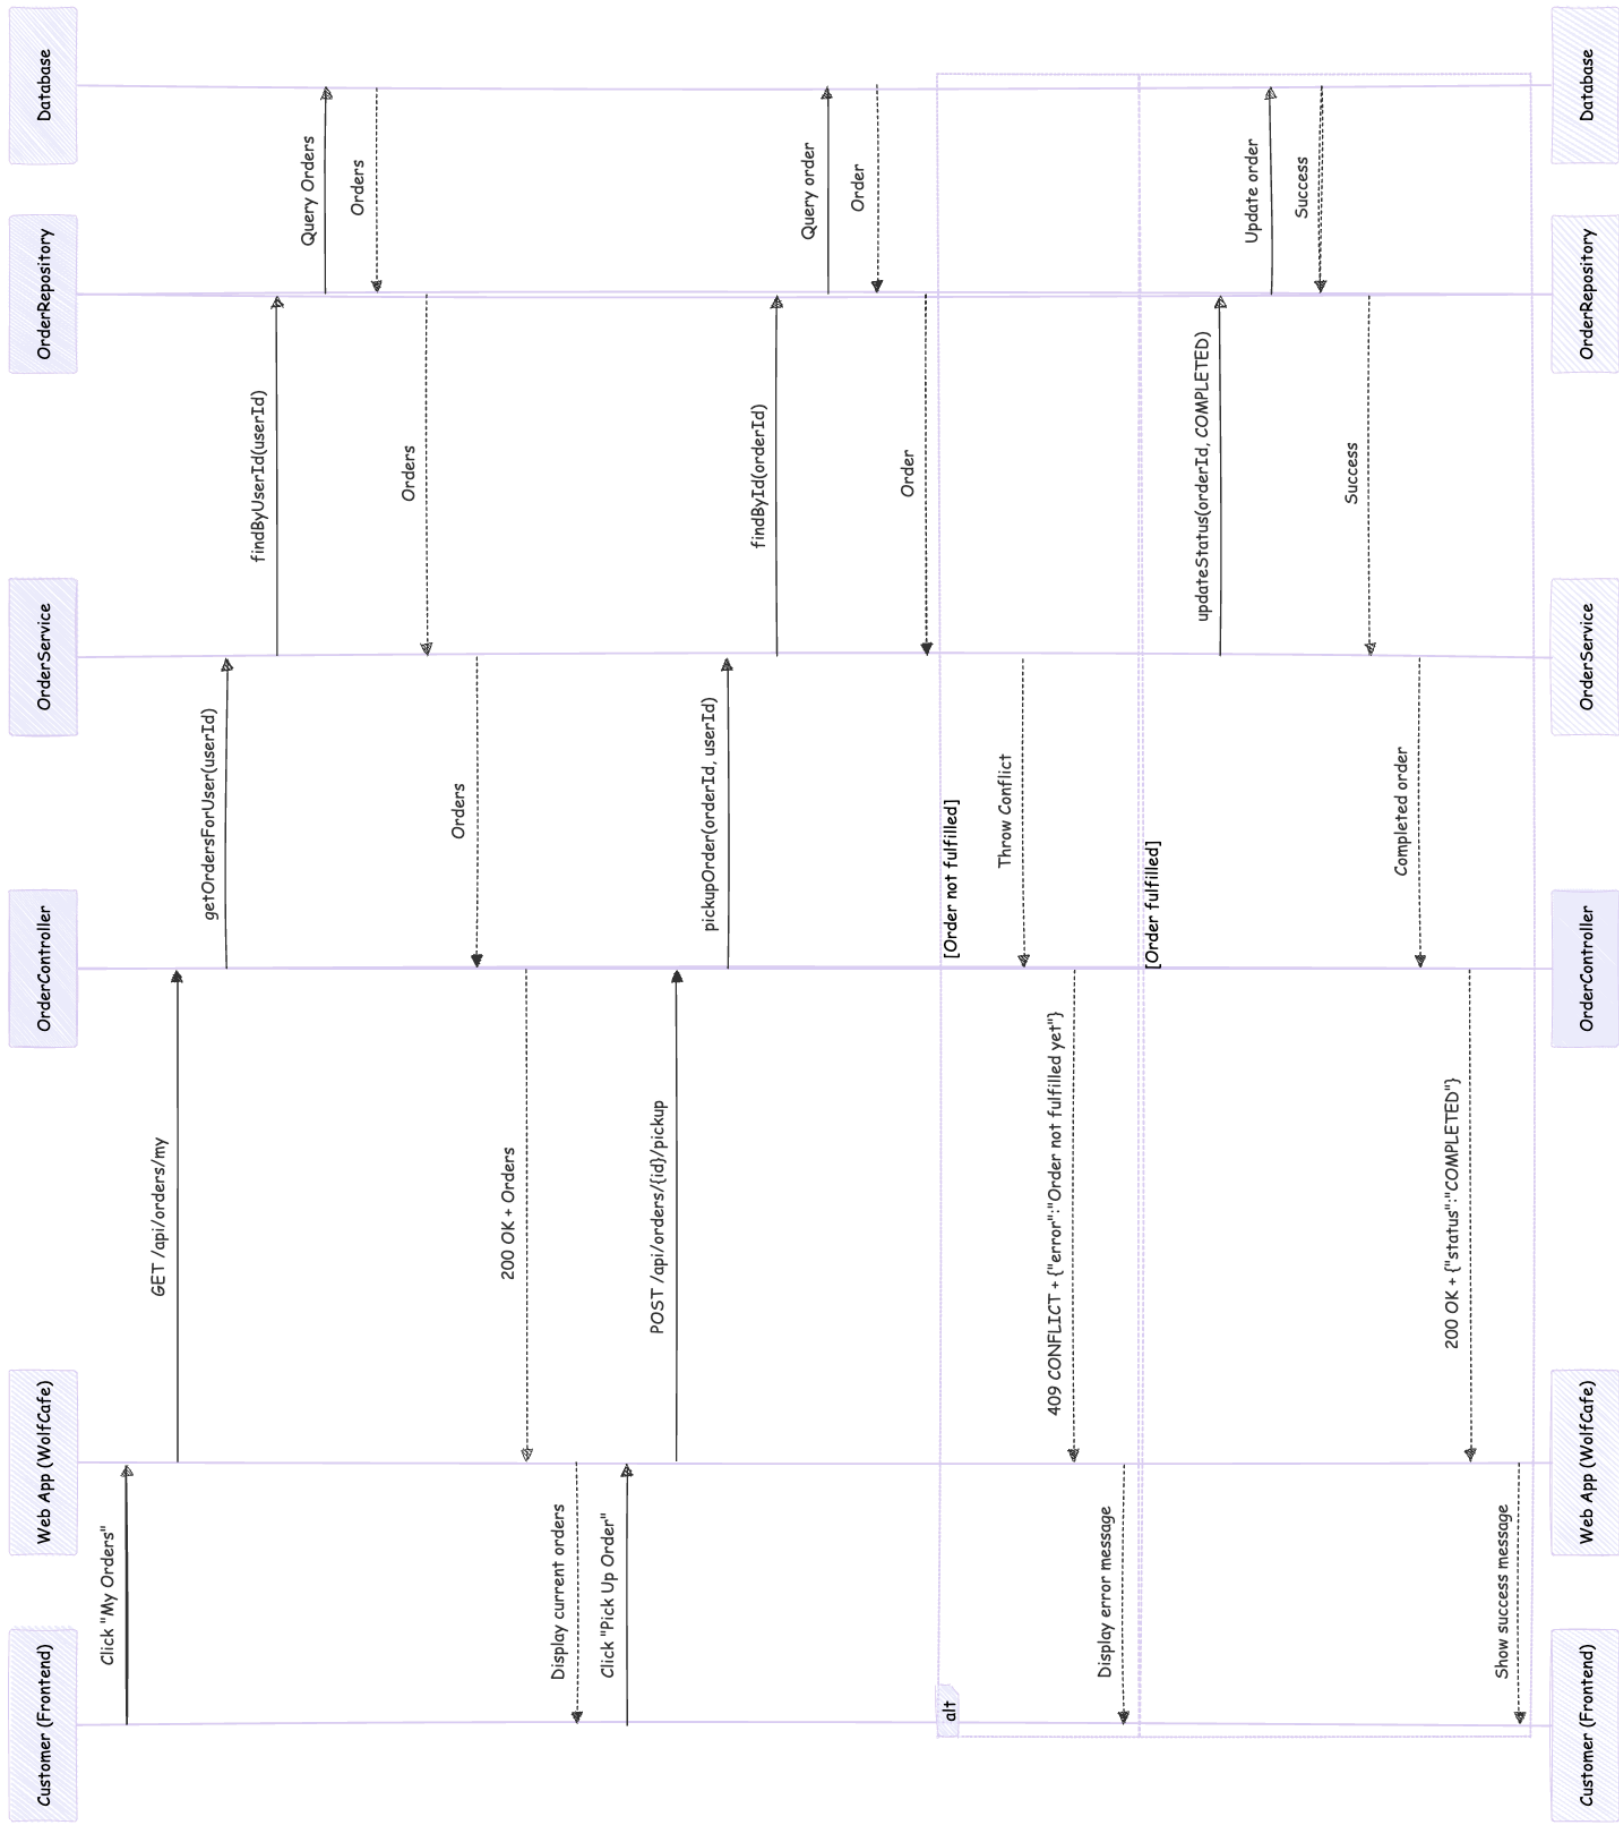 Customer (Frontend)
Web App (WolfCafe)
OrderController
OrderService
OrderRepository
Database
Click "My Orders"
GET /api/orders/my
getOrdersForUser(userId)
findByUserId(userId)
Query Orders
Orders
Orders
Orders
200 OK + Orders
Display current orders
Click "Pick Up Order"
POST /api/orders/{id}/pickup
pickupOrder(orderId, userId)
findById(orderId)
Query order
Order
Order
alt
[Order not fulfilled]
Throw Conflict
409 CONFLICT + {"error":"Order not fulfilled yet"}
Display error message
[Order fulfilled]
updateStatus(orderId, COMPLETED)
Update order
Success
Success
Completed order
200 OK + {"status":"COMPLETED"}
Show success message
Customer (Frontend)
Web App (WolfCafe)
OrderController
OrderService
OrderRepository
Database